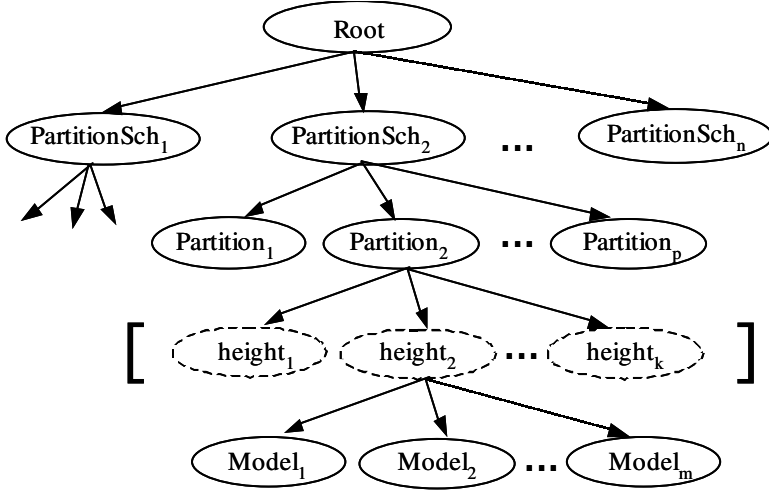 Root
PartitionSch₁ PartitionSch₂ ... PartitionSchₙ
Partition₁ Partition₂ ... Partitionₚ
[ height₁ height₂ ... heightₖ ]
Model₁ Model₂ ... Modelₘ